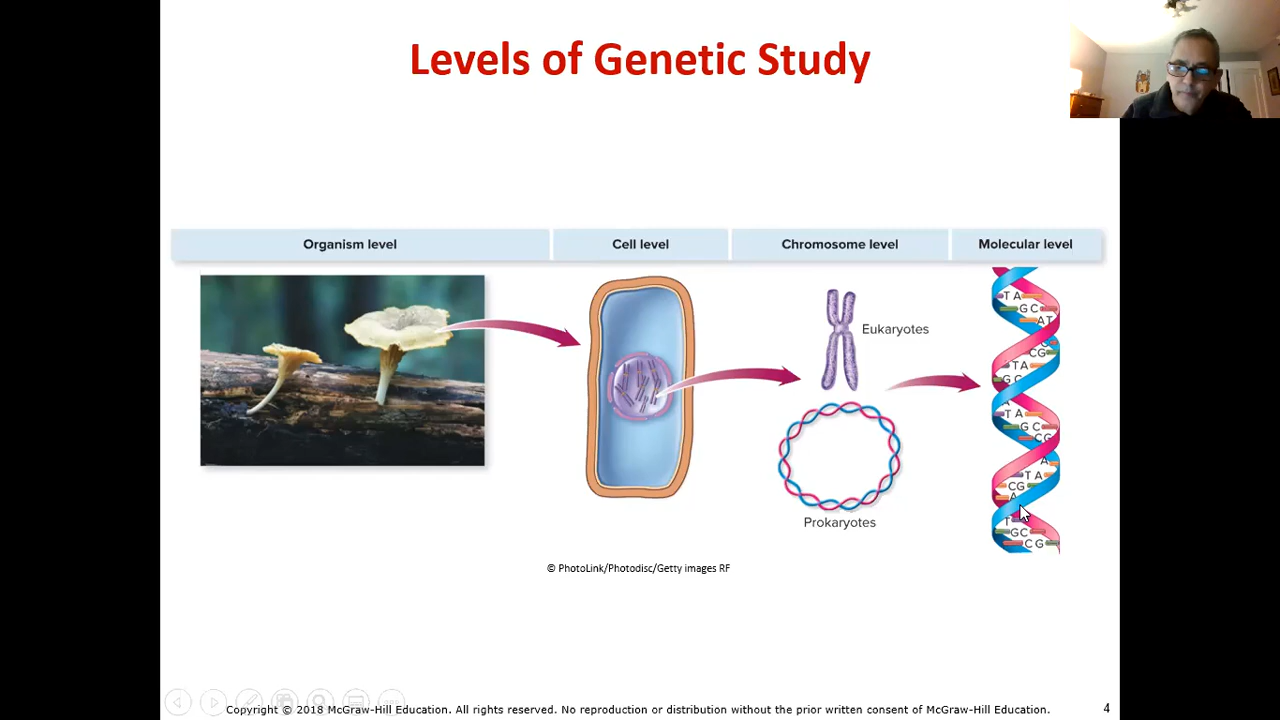 Levels of Genetic Study
Organism level
Cell level
Chromosome level
Molecular level
Eukaryotes
Prokaryotes
T A
G C
A T
C G
T A
G C
A
T A
G C
C G
A
T A
C G
A
T
G C
C G
© PhotoLink/Photodisc/Getty images RF
Copyright © 2018 McGraw-Hill Education. All rights reserved. No reproduction or distribution without the prior written consent of McGraw-Hill Education.
4